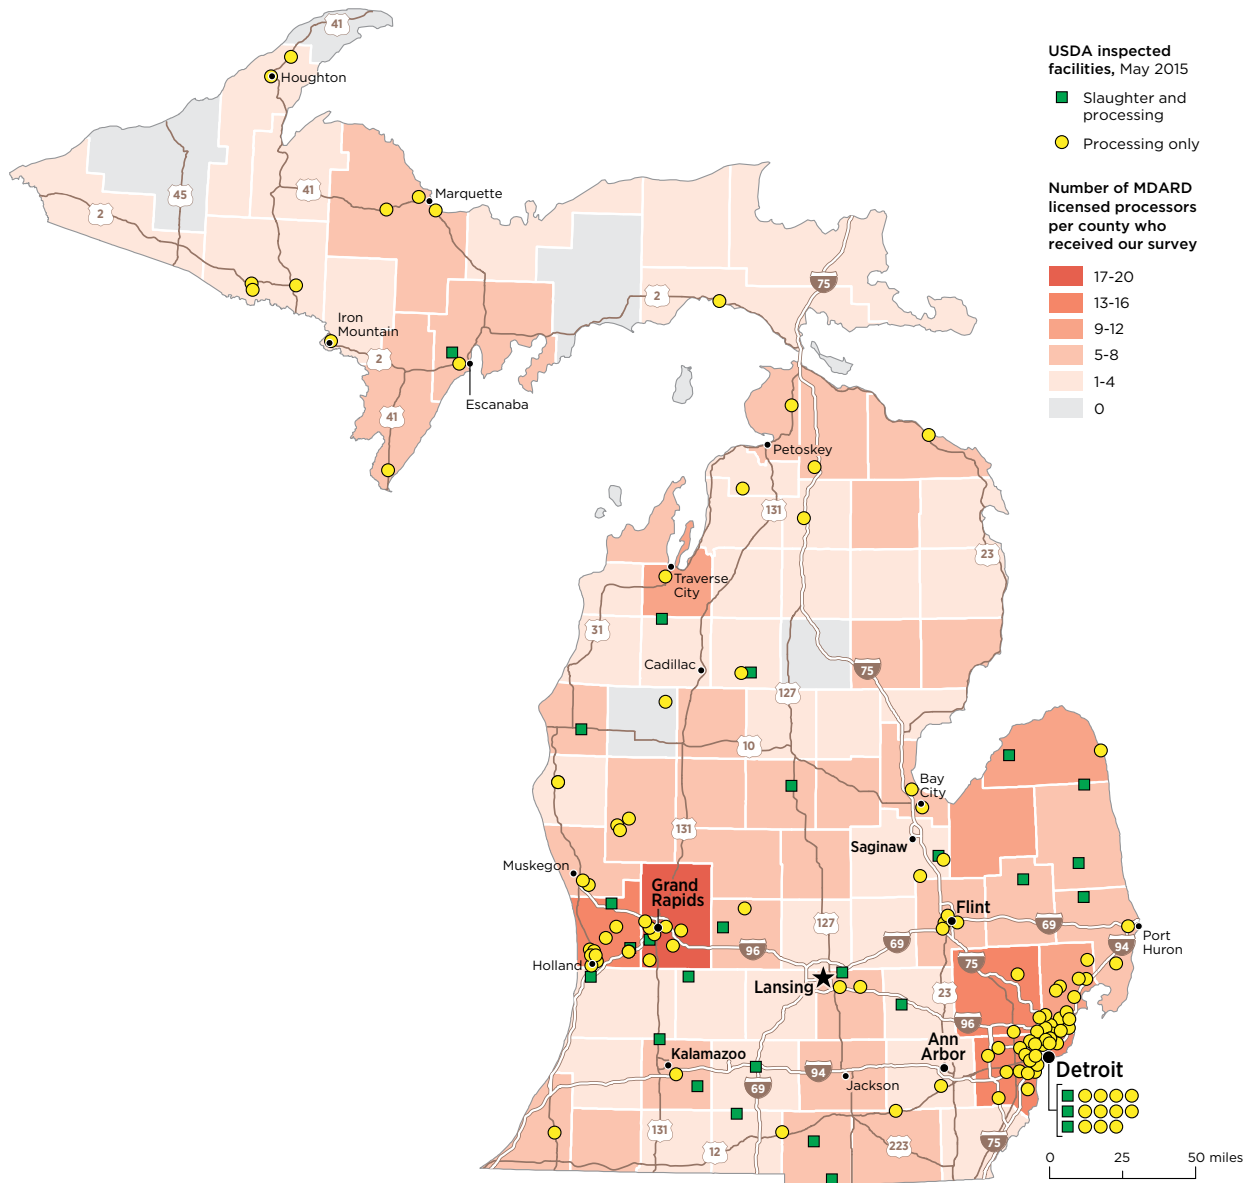 41
Houghton
USDA inspected
facilities, May 2015
Slaughter and
processing
Processing only
45
41
Marquette
2
Number of MDARD
licensed processors
per county who
received our survey
17-20
13-16
9-12
5-8
1-4
0
75
2
Iron
Mountain
2
41
Escanaba
Petoskey
131
23
Traverse
City
31
Cadillac
75
127
10
Bay
City
131
Saginaw
Muskegon
Grand
Rapids
Flint
127
69
69
96
94
Port
Huron
Holland
75
Lansing
23
96
Ann
Arbor
Kalamazoo
Detroit
94
Jackson
69
131
12
223
75
0 25 50 miles